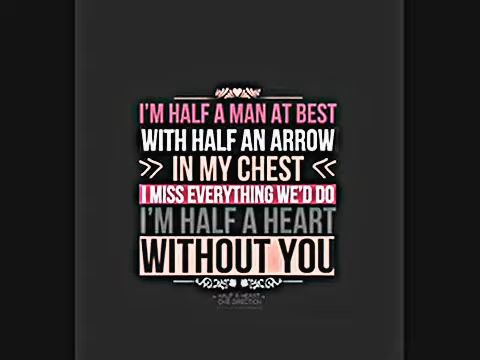 I'M HALF A MAN AT BEST
WITH HALF AN ARROW
IN MY CHEST
I MISS EVERYTHING WE'D DO
I'M HALF A HEART
WITHOUT YOU
HALF A HEART
ONE DIRECTION